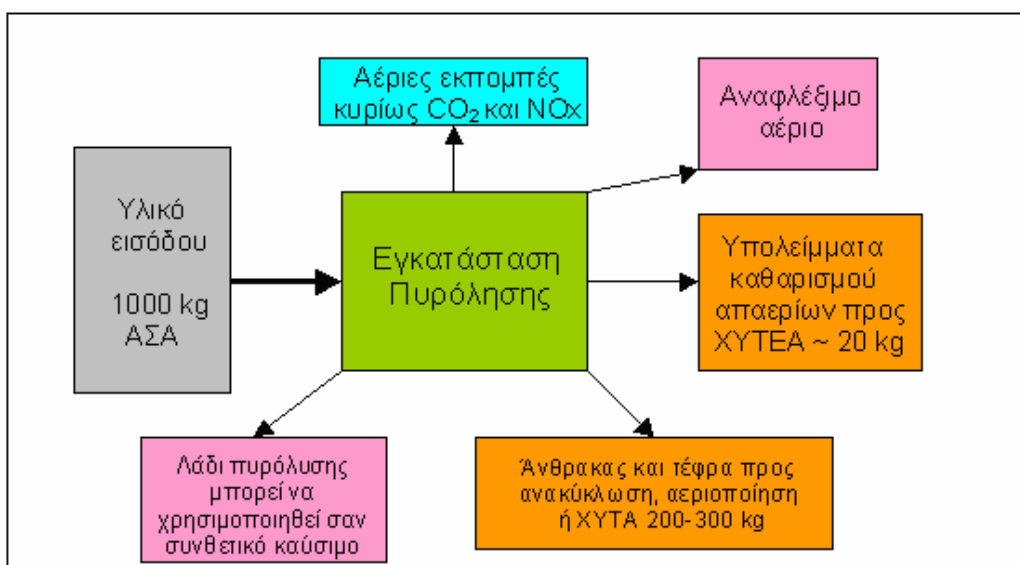 Αέριες εκπομπές
κυρίως CO₂ και NOx
Αναφλέξιμο
αέριο
Υλικό
εισόδου
1000 kg
ΑΣΑ
Εγκατάσταση
Πυρόλησης
Υπολείμματα
καθαρισμού
απαερίων προς
ΧΥΤΕΑ ~ 20 kg
Λάδι πυρόλυσης
μπορεί να
χρησιμοποιηθεί σαν
συνθετικό καύσιμο
Άνθρακας και τέφρα προς
ανακύκλωση, αεριοποίηση
ή ΧΥΤΑ 200-300 kg